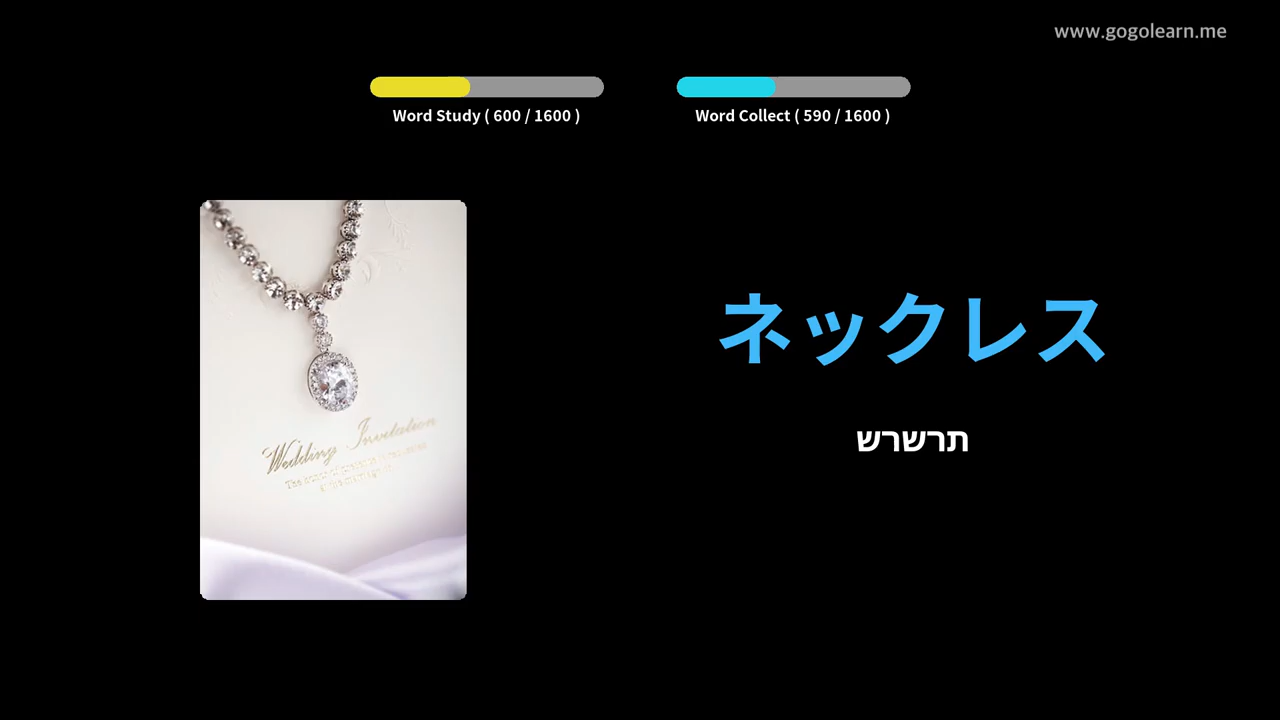 www.gogolearn.me
Word Study ( 600 / 1600 )
Word Collect ( 590 / 1600 )
ネックレス
תרשרש
Wedding Invitation